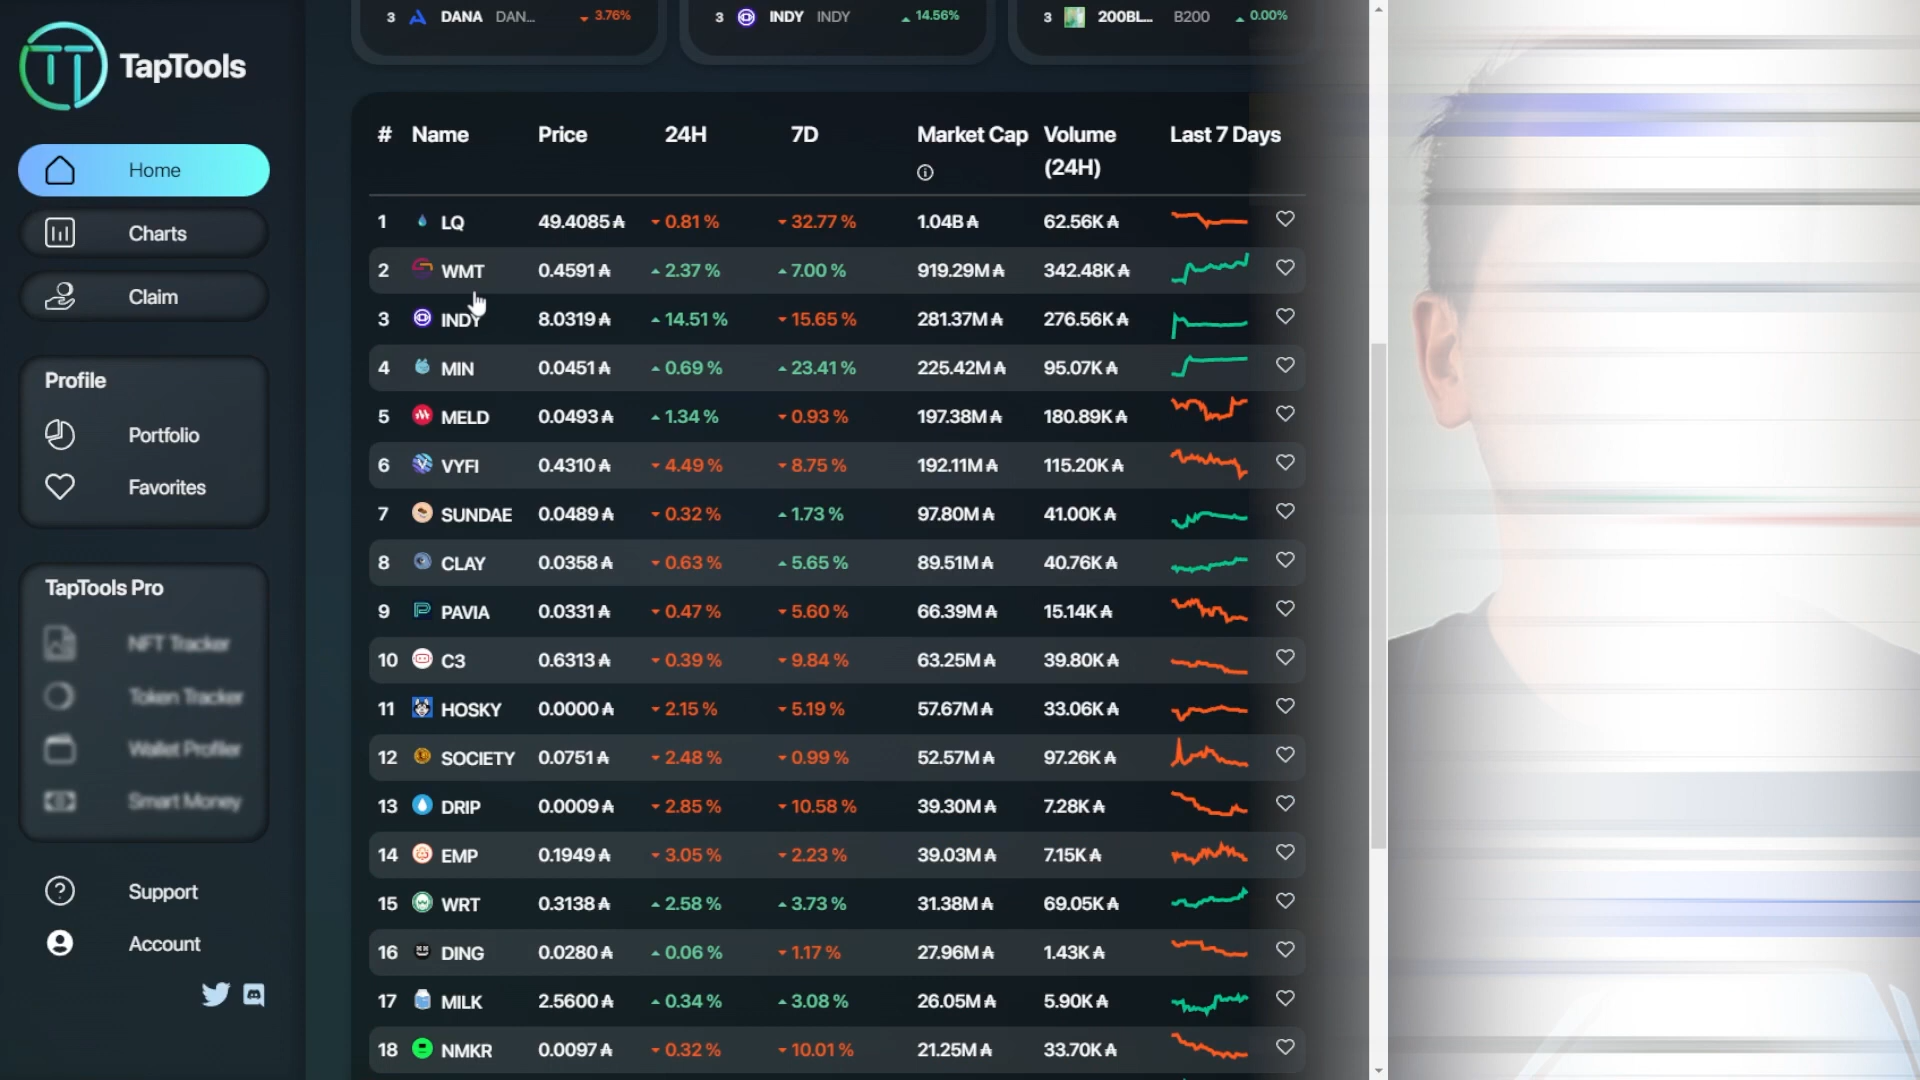 3 DANA DAN... 3.76%
3 INDY INDY 14.56%
3 200BL... B200 0.00%
TapTools
Home
Charts
Claim
Profile
Portfolio
Favorites
TapTools Pro
NFT Tracker
Token Tracker
Wallet Profiler
Smart Money
Support
Account
# Name Price 24H 7D Market Cap Volume (24H) Last 7 Days
1 LQ 49.4085 ₳ 0.81 % 32.77 % 1.04B ₳ 62.56K ₳
2 WMT 0.4591 ₳ 2.37 % 7.00 % 919.29M ₳ 342.48K ₳
3 INDY 8.0319 ₳ 14.51 % 15.65 % 281.37M ₳ 276.56K ₳
4 MIN 0.0451 ₳ 0.69 % 23.41 % 225.42M ₳ 95.07K ₳
5 MELD 0.0493 ₳ 1.34 % 0.93 % 197.38M ₳ 180.89K ₳
6 VYFI 0.4310 ₳ 4.49 % 8.75 % 192.11M ₳ 115.20K ₳
7 SUNDAE 0.0489 ₳ 0.32 % 1.73 % 97.80M ₳ 41.00K ₳
8 CLAY 0.0358 ₳ 0.63 % 5.65 % 89.51M ₳ 40.76K ₳
9 PAVIA 0.0331 ₳ 0.47 % 5.60 % 66.39M ₳ 15.14K ₳
10 C3 0.6313 ₳ 0.39 % 9.84 % 63.25M ₳ 39.80K ₳
11 HOSKY 0.0000 ₳ 2.15 % 5.19 % 57.67M ₳ 33.06K ₳
12 SOCIETY 0.0751 ₳ 2.48 % 0.99 % 52.57M ₳ 97.26K ₳
13 DRIP 0.0009 ₳ 2.85 % 10.58 % 39.30M ₳ 7.28K ₳
14 EMP 0.1949 ₳ 3.05 % 2.23 % 39.03M ₳ 7.15K ₳
15 WRT 0.3138 ₳ 2.58 % 3.73 % 31.38M ₳ 69.05K ₳
16 DING 0.0280 ₳ 0.06 % 1.17 % 27.96M ₳ 1.43K ₳
17 MILK 2.5600 ₳ 0.34 % 3.08 % 26.05M ₳ 5.90K ₳
18 NMKR 0.0097 ₳ 0.32 % 10.01 % 21.25M ₳ 33.70K ₳